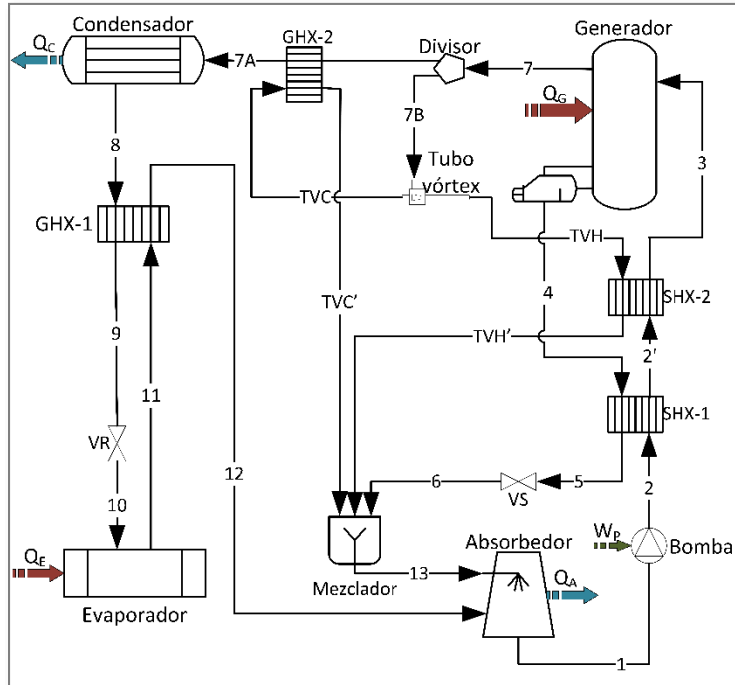 Condensador
GHX-2
Divisor
Generador
QC
7A
7
QG
7B
8
3
Tubo
vórtex
GHX-1
TVC
TVH
4
SHX-2
TVC'
TVH'
2'
9
11
SHX-1
VR
12
6
5
VS
2
10
WP
Bomba
QE
Mezclador
13
Absorbedor
QA
Evaporador
1